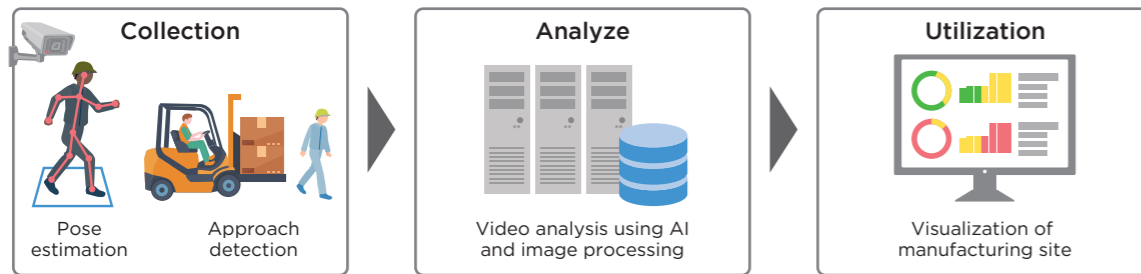 Collection
Pose
estimation
Approach
detection
Analyze
Video analysis using AI
and image processing
Utilization
Visualization of
manufacturing site